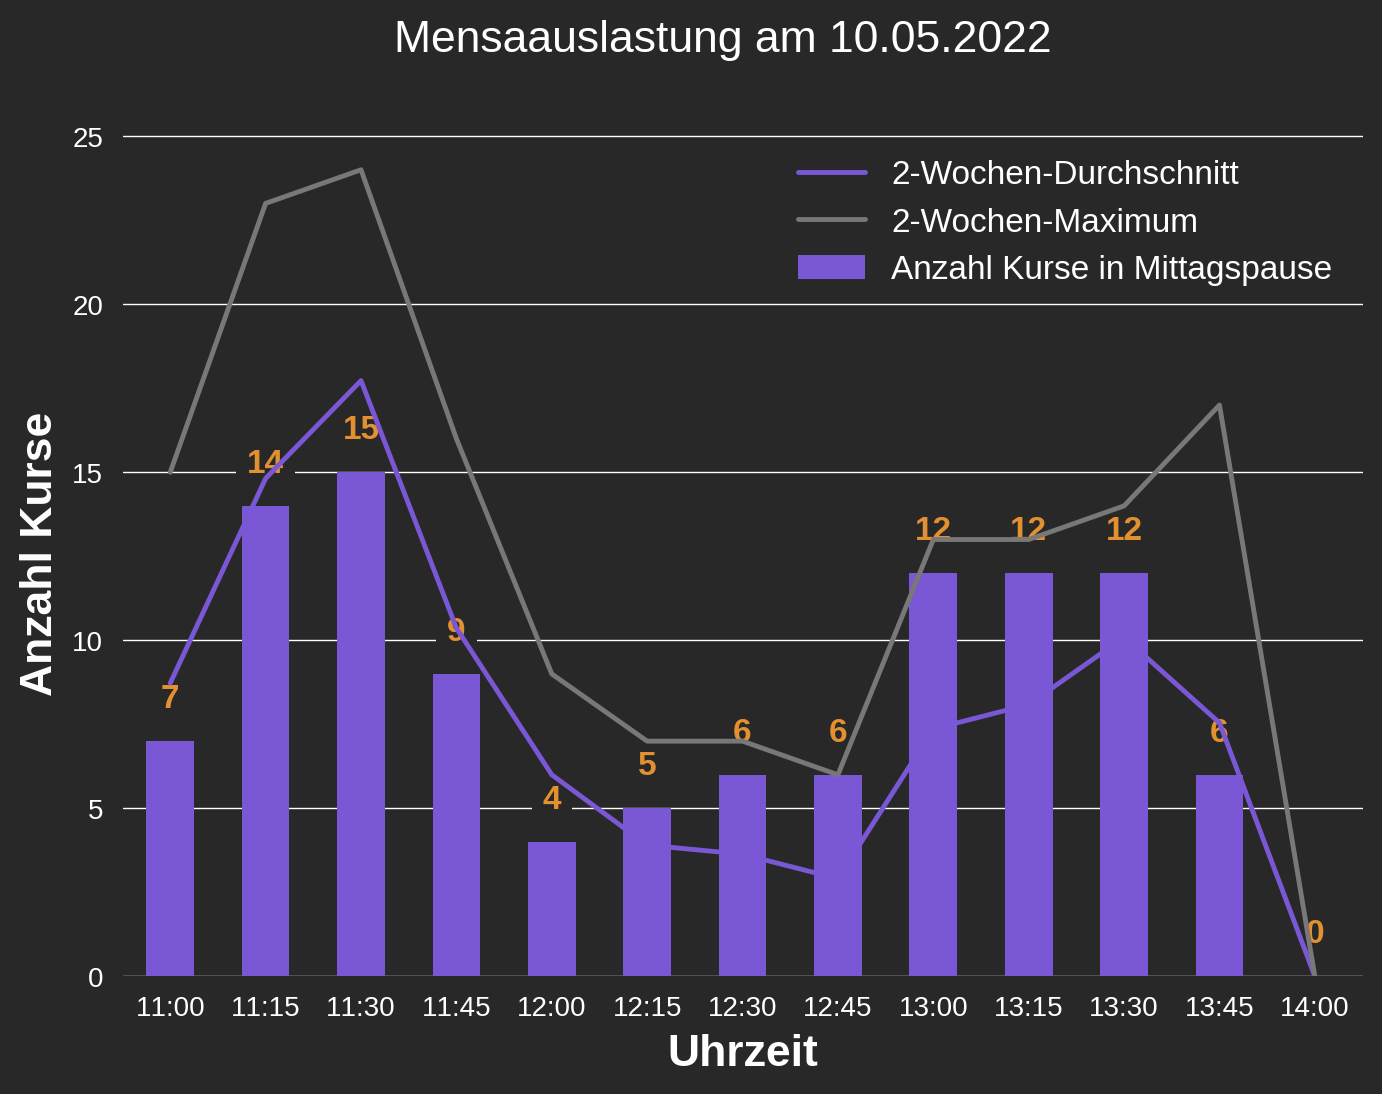 Mensaauslastung am 10.05.2022
25
2-Wochen-Durchschnitt
2-Wochen-Maximum
Anzahl Kurse in Mittagspause
20
15
14
15
12
12
12
10
9
7
6
6
6
5
5
4
0
0
Anzahl Kurse
11:00 11:15 11:30 11:45 12:00 12:15 12:30 12:45 13:00 13:15 13:30 13:45 14:00
Uhrzeit